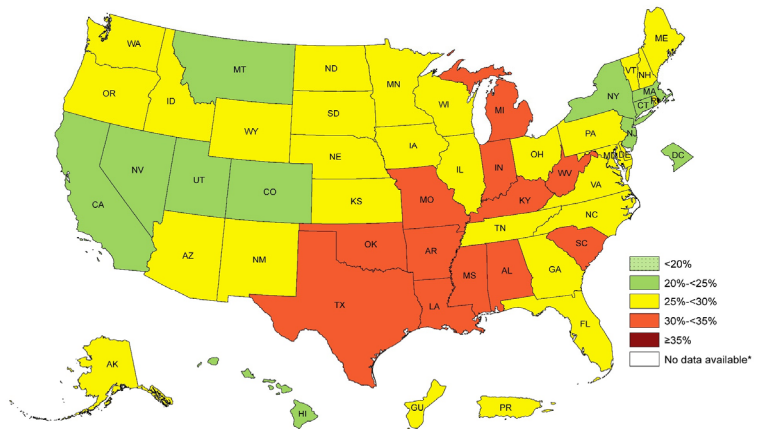 WA
ME
MT
ND
VT
NH
MN
OR
ID
WI
NY
MA
SD
MI
CT
WY
NJ
PA
IA
NE
OH
DC
NV
IL
IN
MD
DE
UT
CO
WV
VA
CA
KS
MO
KY
NC
TN
AZ
NM
OK
AR
SC
MS
AL
GA
TX
LA
FL
AK
HI
GU
PR
<20%
20%-<25%
25%-<30%
30%-<35%
≥35%
No data available*